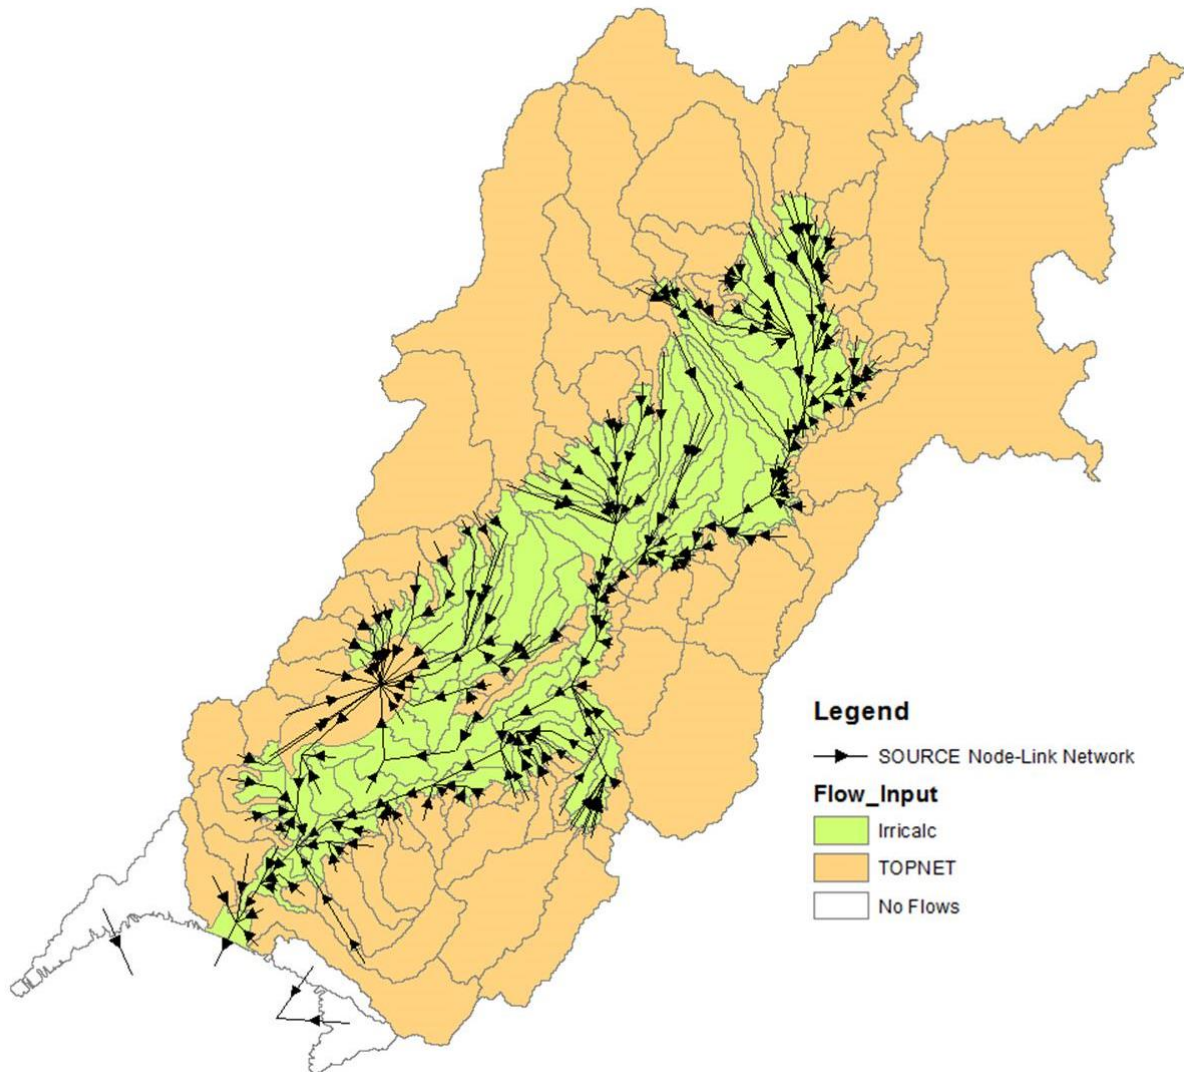 Legend
SOURCE Node-Link Network
Flow_Input
Irricalc
TOPNET
No Flows